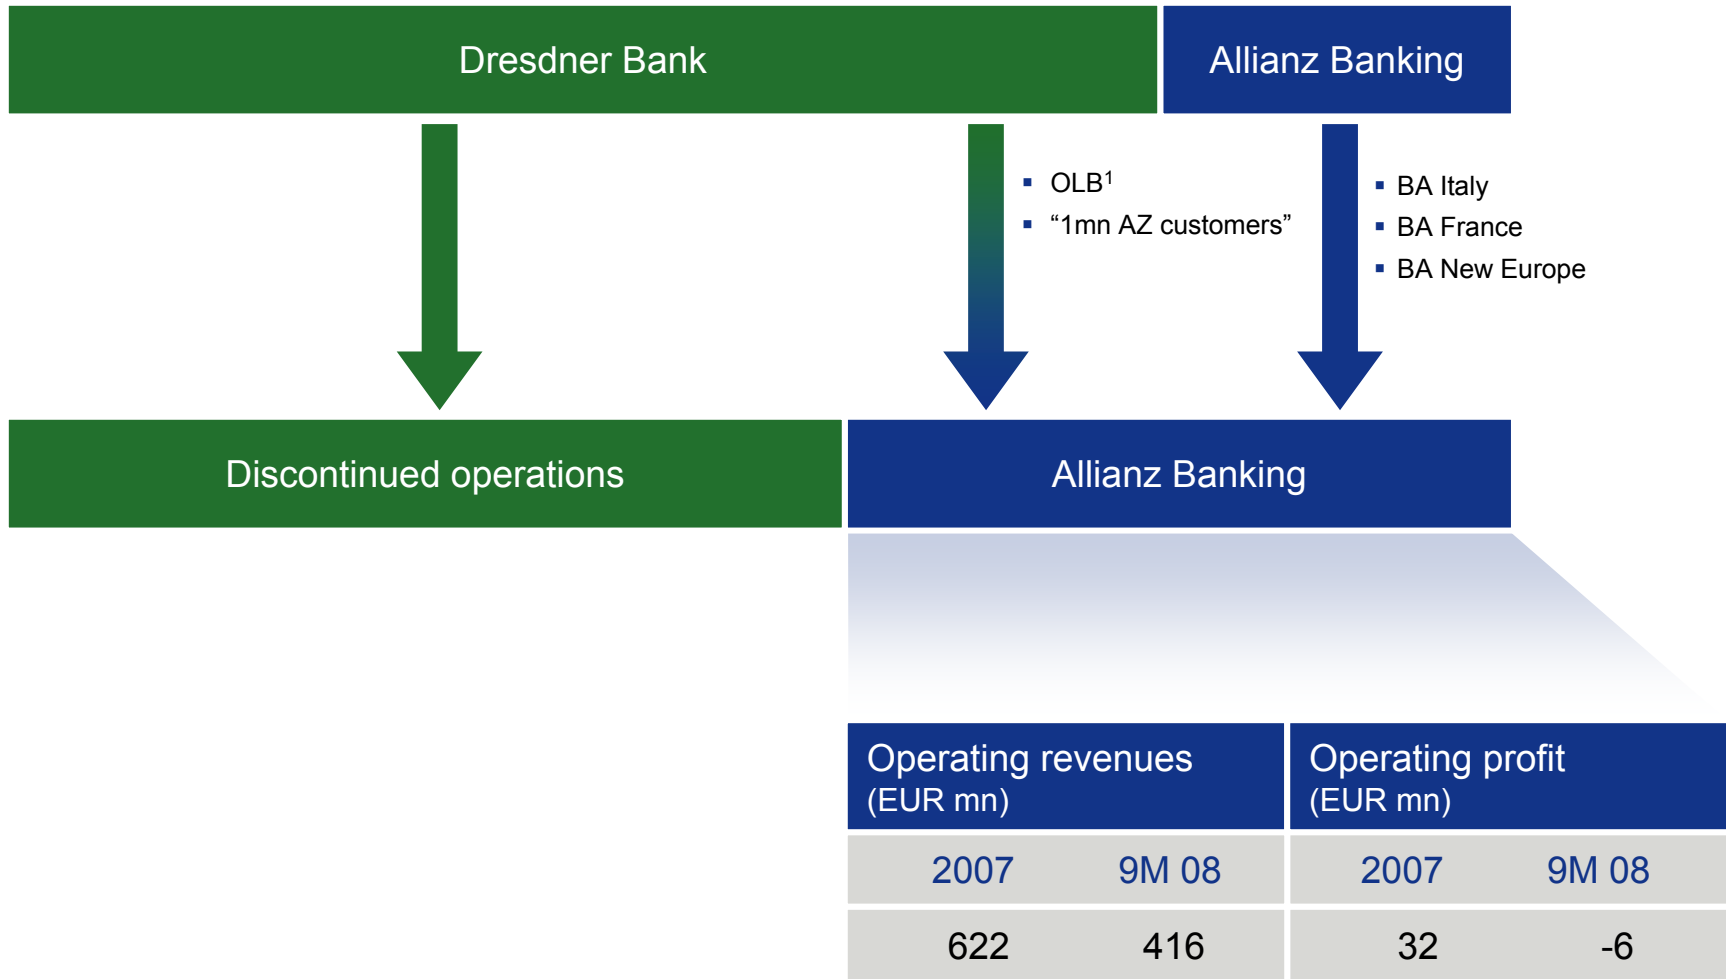 Dresdner Bank
Allianz Banking
▪ OLB¹
▪ “1mn AZ customers”
▪ BA Italy
▪ BA France
▪ BA New Europe
Discontinued operations
Allianz Banking
Operating revenues
(EUR mn)
Operating profit
(EUR mn)
2007 9M 08 2007 9M 08
622 416 32 -6